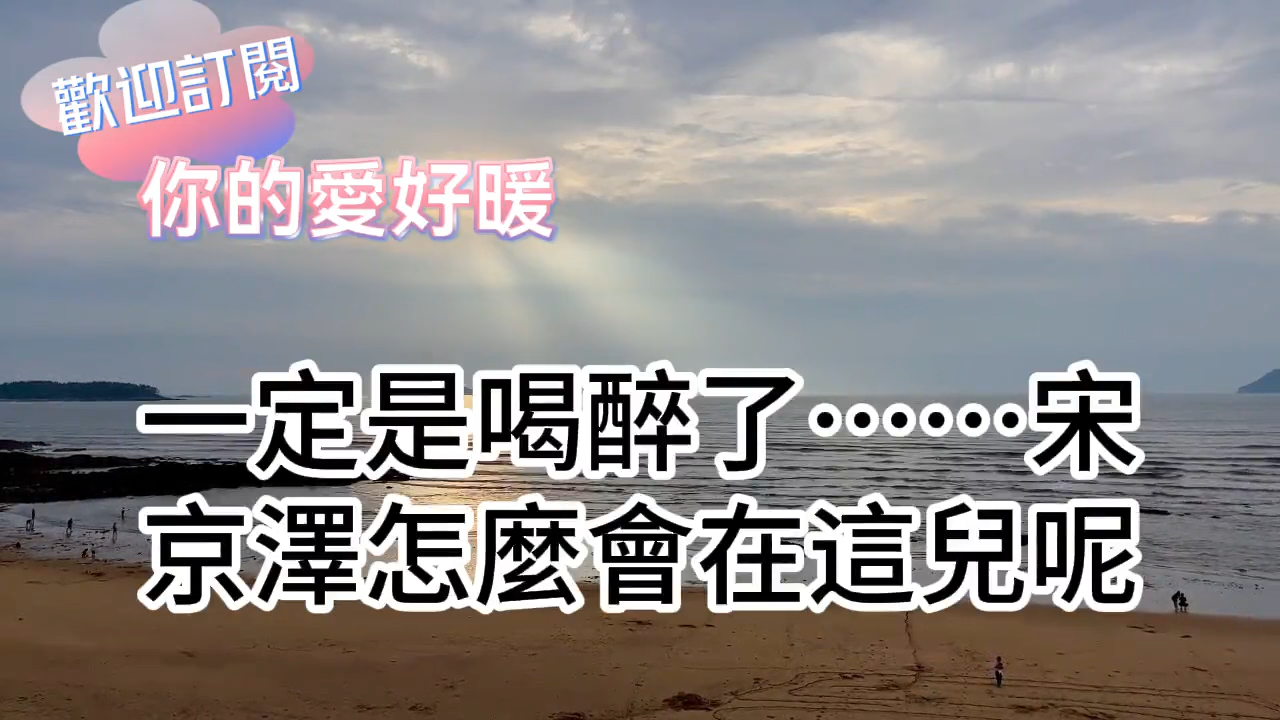 歡迎訂閱
你的愛好暖
一定是喝醉了……宋
京澤怎麼會在這兒呢